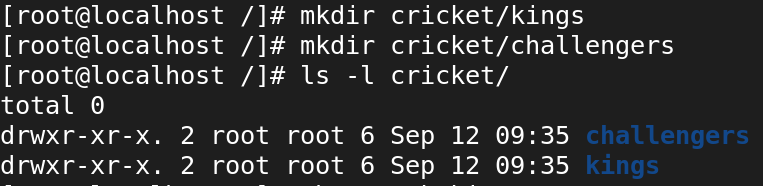 [root@localhost /]# mkdir cricket/kings
[root@localhost /]# mkdir cricket/challengers
[root@localhost /]# ls -l cricket/
total 0
drwxr-xr-x. 2 root root 6 Sep 12 09:35 challengers
drwxr-xr-x. 2 root root 6 Sep 12 09:35 kings